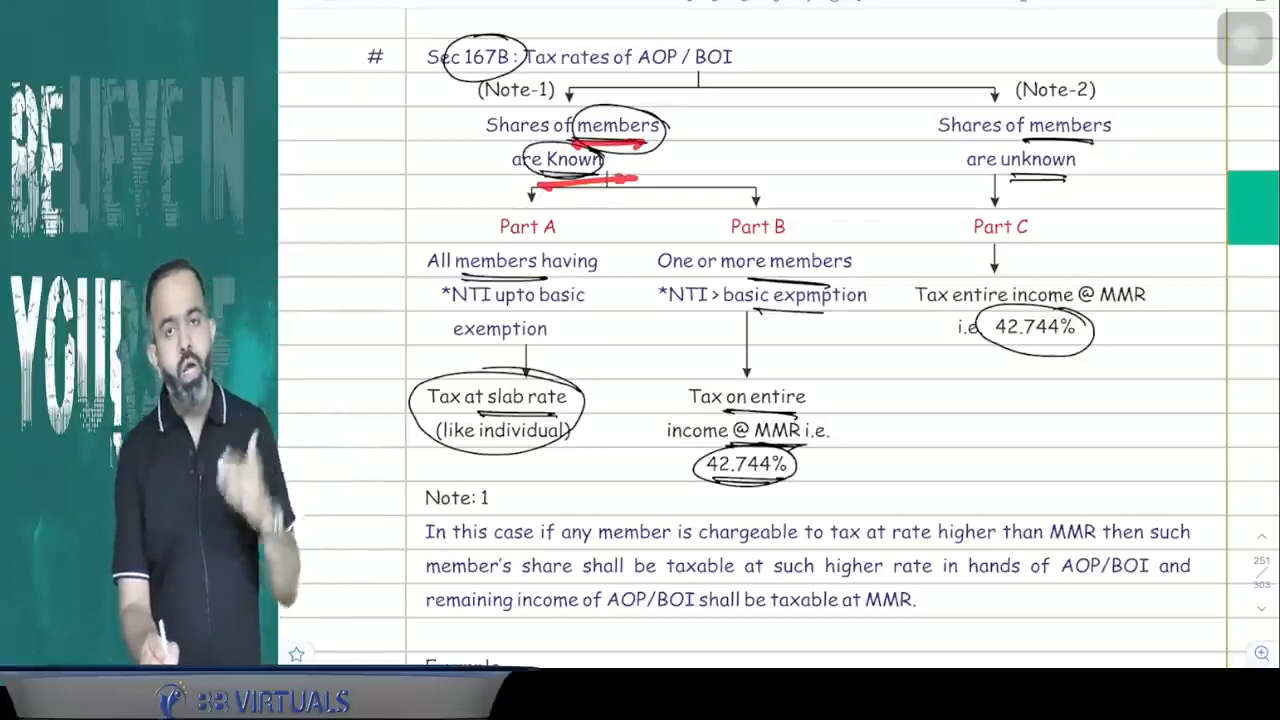 BELIEVE IN
YOU
# Sec 167B : Tax rates of AOP / BOI
(Note-1) (Note-2)
Shares of members Shares of members
are Known are unknown
Part A Part B Part C
All members having One or more members
*NTI upto basic *NTI > basic expmption Tax entire income @ MMR
exemption i.e 42.744%
Tax at slab rate Tax on entire
(like individual) income @ MMR i.e.
42.744%
Note: 1
In this case if any member is chargeable to tax at rate higher than MMR then such
member's share shall be taxable at such higher rate in hands of AOP/BOI and
remaining income of AOP/BOI shall be taxable at MMR.
251
303
BB VIRTUALS